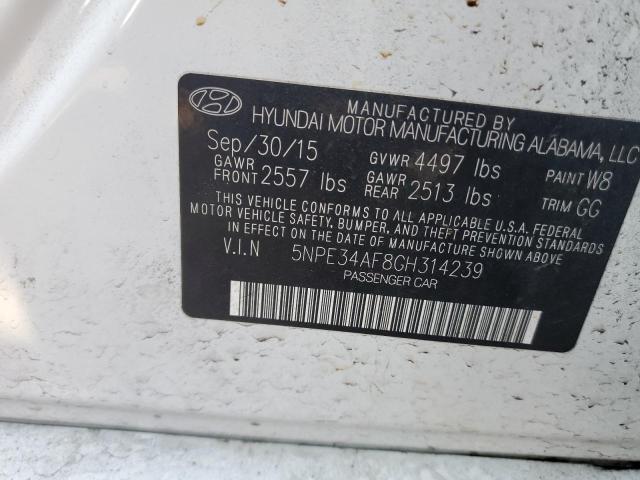 MANUFACTURED BY
HYUNDAI MOTOR MANUFACTURING ALABAMA, LLC
Sep/30/15 GVWR 4497 lbs PAINT W8
GAWR FRONT 2557 lbs GAWR REAR 2513 lbs TRIM GG
THIS VEHICLE CONFORMS TO ALL APPLICABLE U.S.A FEDERAL
MOTOR VEHICLE SAFETY, BUMPER, AND THEFT PREVENTION
STANDARDS IN EFFECT ON THE DATE OF MANUFACTURE SHOWN ABOVE.
V.I.N 5NPE34AF8GH314239
PASSENGER CAR